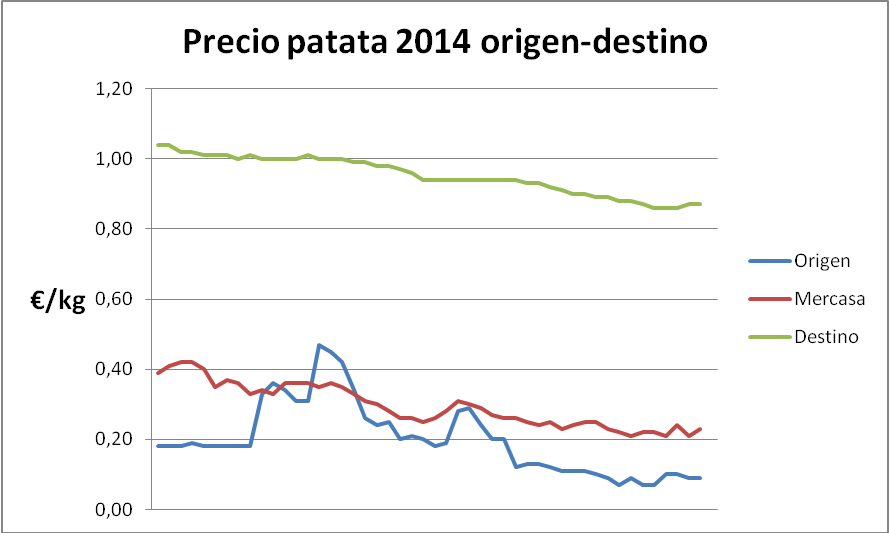 Precio patata 2014 origen-destino
1,20
1,00
0,80
0,60
0,40
0,20
0,00
€/kg
Origen
Mercasa
Destino